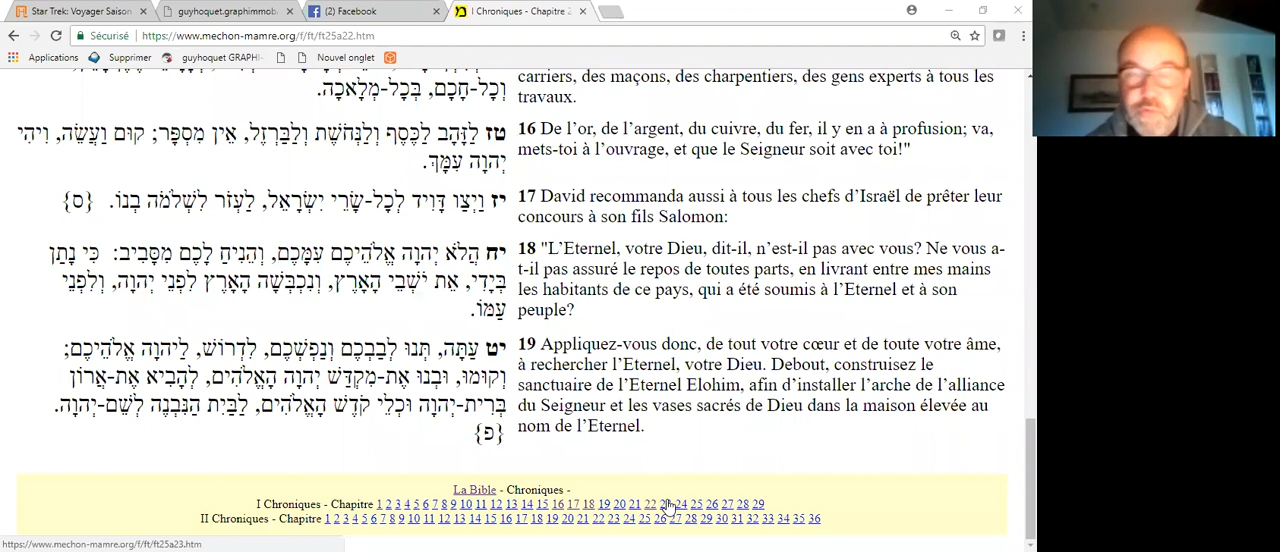 Star Trek: Voyager Saison
guyhoquet.graphimmob
(2) Facebook
I Chroniques - Chapitre 2
Sécurisé | https://www.mechon-mamre.org/f/ft/ft25a22.htm
Applications Supprimer guyhoquet GRAPHI Nouvel onglet
וְכָל-חָכָם, בְּכָל-מְלָאכָה.
carriers, des maçons, des charpentiers, des gens experts à tous les
travaux.
טז לַזָּהָב לַכֶּסֶף וְלַנְּחֹשֶׁת וְלַבַּרְזֶל, אֵין מִסְפָּר; קוּם וַעֲשֵׂה, וִיהִי
יְהוָה עִמָּךְ.
16 De l’or, de l’argent, du cuivre, du fer, il y en a à profusion; va,
mets-toi à l’ouvrage, et que le Seigneur soit avec toi!"
יז וַיְצַו דָּוִיד לְכָל-שָׂרֵי יִשְׂרָאֵל, לַעְזֹר לִשְׁלֹמֹה בְנוֹ. {ס}
17 David recommanda aussi à tous les chefs d’Israël de prêter leur
concours à son fils Salomon:
יח הֲלֹא יְהוָה אֱלֹהֵיכֶם עִמָּכֶם, וְהֵנִיחַ לָכֶם מִסָּבִיב: כִּי נָתַן
בְּיָדִי, אֵת יֹשְׁבֵי הָאָרֶץ, וְנִכְבְּשָׁה הָאָרֶץ לִפְנֵי יְהוָה, וְלִפְנֵי
עַמּוֹ.
18 "L’Eternel, votre Dieu, dit-il, n’est-il pas avec vous? Ne vous a-
t-il pas assuré le repos de toutes parts, en livrant entre mes mains
les habitants de ce pays, qui a été soumis à l’Eternel et à son
peuple?
יט עַתָּה, תְּנוּ לְבַבְכֶם וְנַפְשְׁכֶם, לִדְרוֹשׁ, לַיהוָה אֱלֹהֵיכֶם;
וְקוּמוּ, וּבְנוּ אֶת-מִקְדַּשׁ יְהוָה הָאֱלֹהִים, לְהָבִיא אֶת-אֲרוֹן
בְּרִית-יְהוָה וּכְלֵי קֹדֶשׁ הָאֱלֹהִים, לַבַּיִת הַנִּבְנֶה לְשֵׁם-יְהוָה.
{פ}
19 Appliquez-vous donc, de tout votre cœur et de toute votre âme,
à rechercher l’Eternel, votre Dieu. Debout, construisez le
sanctuaire de l’Eternel Elohim, afin d’installer l’arche de l’alliance
du Seigneur et les vases sacrés de Dieu dans la maison élevée au
nom de l’Eternel.
La Bible - Chroniques -
I Chroniques - Chapitre 1 2 3 4 5 6 7 8 9 10 11 12 13 14 15 16 17 18 19 20 21 22 23 24 25 26 27 28 29
II Chroniques - Chapitre 1 2 3 4 5 6 7 8 9 10 11 12 13 14 15 16 17 18 19 20 21 22 23 24 25 26 27 28 29 30 31 32 33 34 35 36
https://www.mechon-mamre.org/f/ft/ft25a23.htm